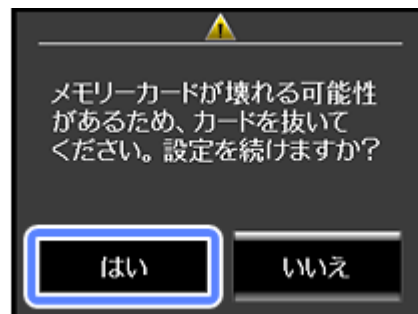 メモリーカードが壊れる可能性
があるため、カードを抜いて
ください。設定を続けますか?
はい
いいえ